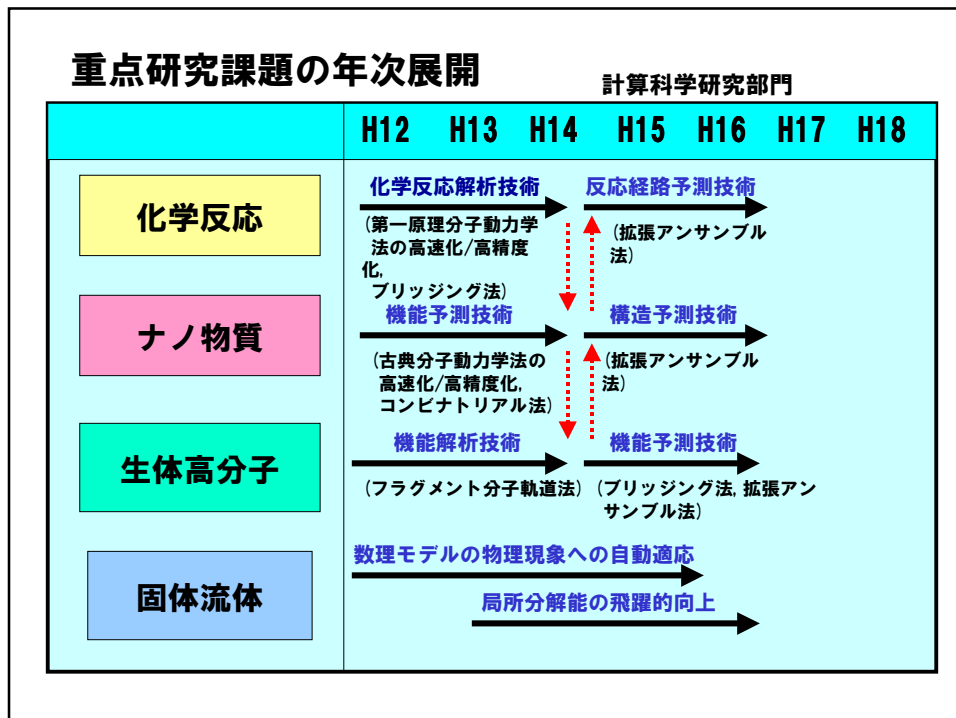 重点研究課題の年次展開
計算科学研究部門
H12 H13 H14 H15 H16 H17 H18
化学反応
化学反応解析技術
(第一原理分子動力学
法の高速化/高精度
化,
ブリッジング法)
反応経路予測技術
(拡張アンサンブル
法)
ナノ物質
機能予測技術
(古典分子動力学法の
高速化/高精度化,
コンビナトリアル法)
構造予測技術
(拡張アンサンブル
法)
生体高分子
機能解析技術
(フラグメント分子軌道法)
機能予測技術
(ブリッジング法, 拡張アン
サンブル法)
固体流体
数理モデルの物理現象への自動適応
局所分解能の飛躍的向上